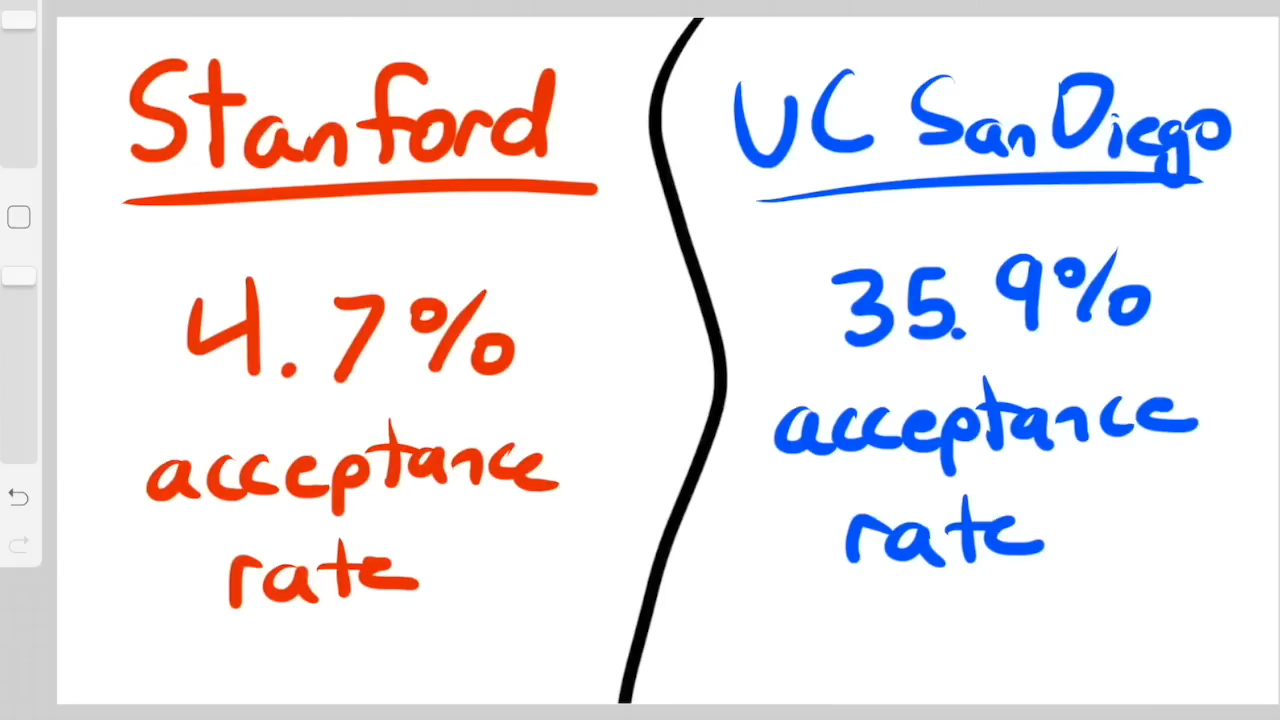 Stanford
4.7%
acceptance
rate
UC San Diego
35.9%
acceptance
rate